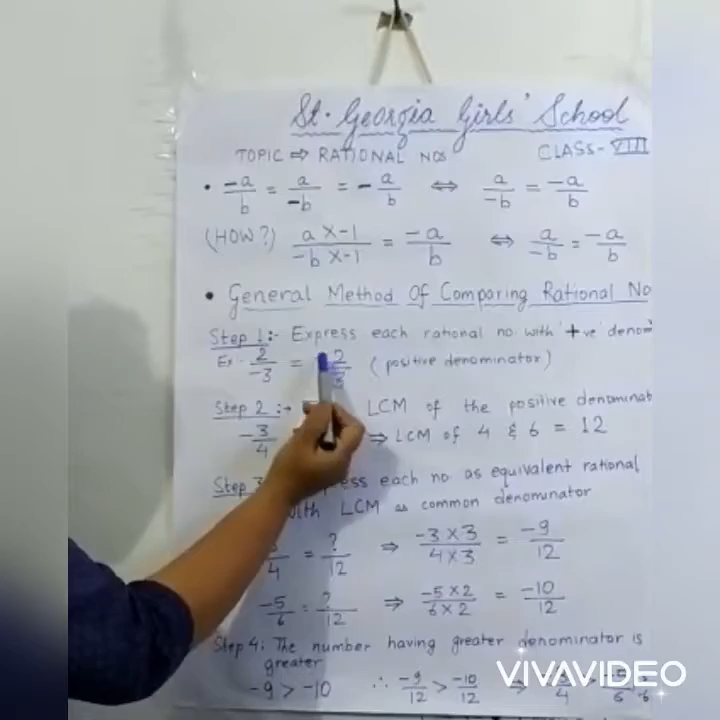 St. Georgia Girls' School
TOPIC ⇒ RATIONAL NOS CLASS-VIII
• -a/b = a/-b = -a/b ⇔ a/-b = -a/b
(HOW?) a×-1/-b×-1 = -a/b ⇔ a/-b = -a/b
• General Method Of Comparing Rational No
Step 1:- Express each rational no. with '+ve' denom
Ex- 2/-3 = 2/3 (positive denominator)
Step 2:→ LCM of the positive denominat
-3/4 ⇒ LCM of 4 & 6 = 12
Step 3 each no. as equivalent rational
with LCM as common denominator
3/4 = ?/12 ⇒ -3×3/4×3 = -9/12
-5/6 = ?/12 ⇒ -5×2/6×2 = -10/12
Step 4: The number having greater denominator is
greater
-9 > -10 ∴ -9/12 > -10/12 ⇒
VIVAVIDEO